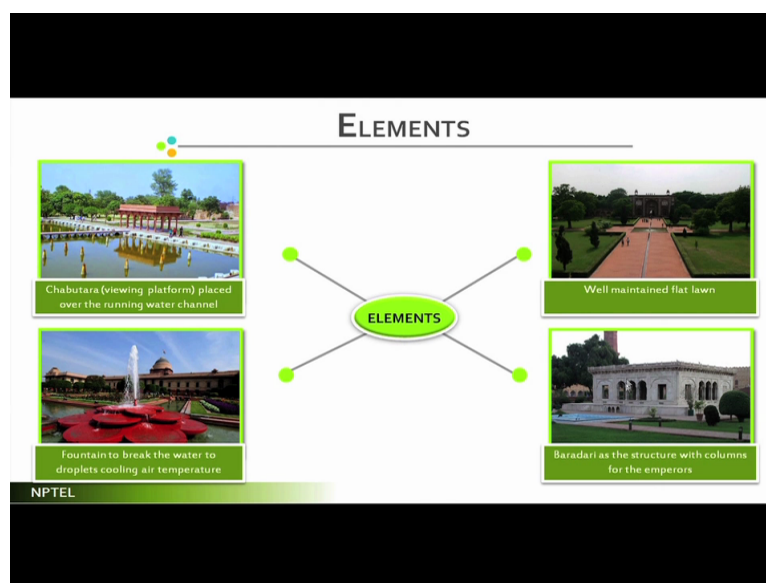 ELEMENTS
Chabutara (viewing platform) placed
over the running water channel
Well maintained flat lawn
ELEMENTS
Fountain to break the water to
droplets cooling air temperature
Baradari as the structure with columns
for the emperors
NPTEL